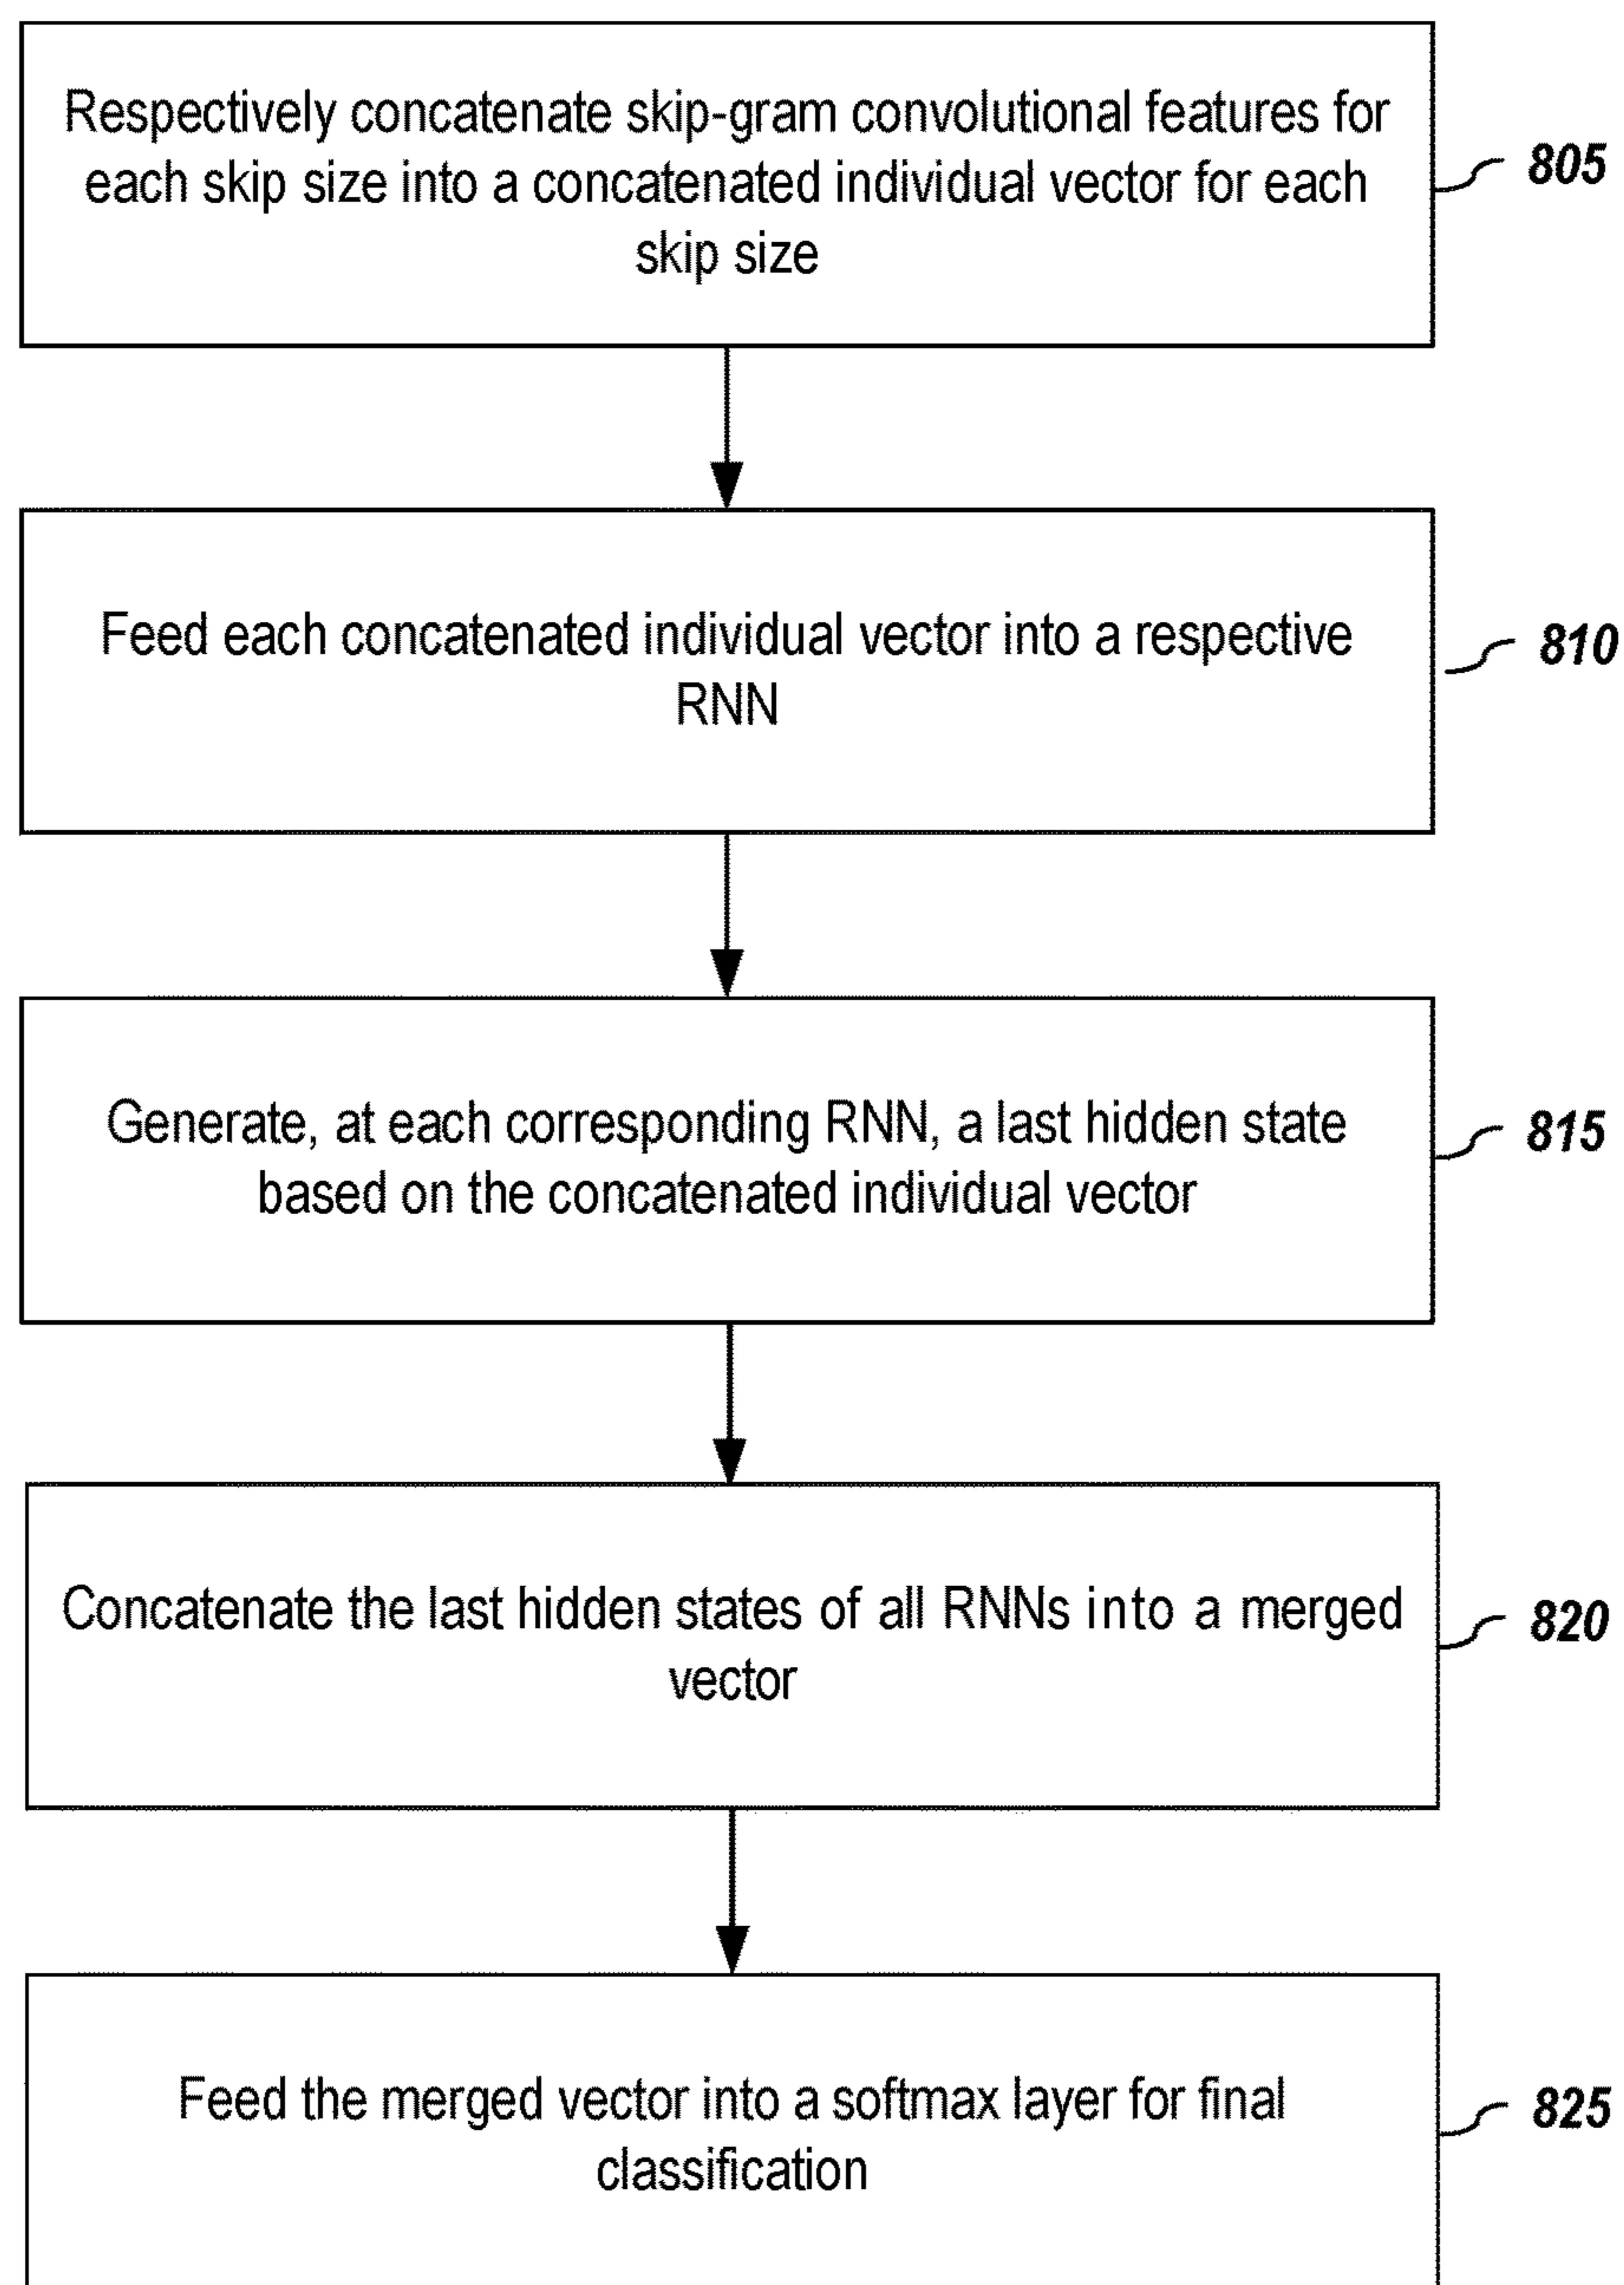 Respectively concatenate skip-gram convolutional features for
each skip size into a concatenated individual vector for each
skip size
805
Feed each concatenated individual vector into a respective
RNN
810
Generate, at each corresponding RNN, a last hidden state
based on the concatenated individual vector
815
Concatenate the last hidden states of all RNNs into a merged
vector
820
Feed the merged vector into a softmax layer for final
classification
825